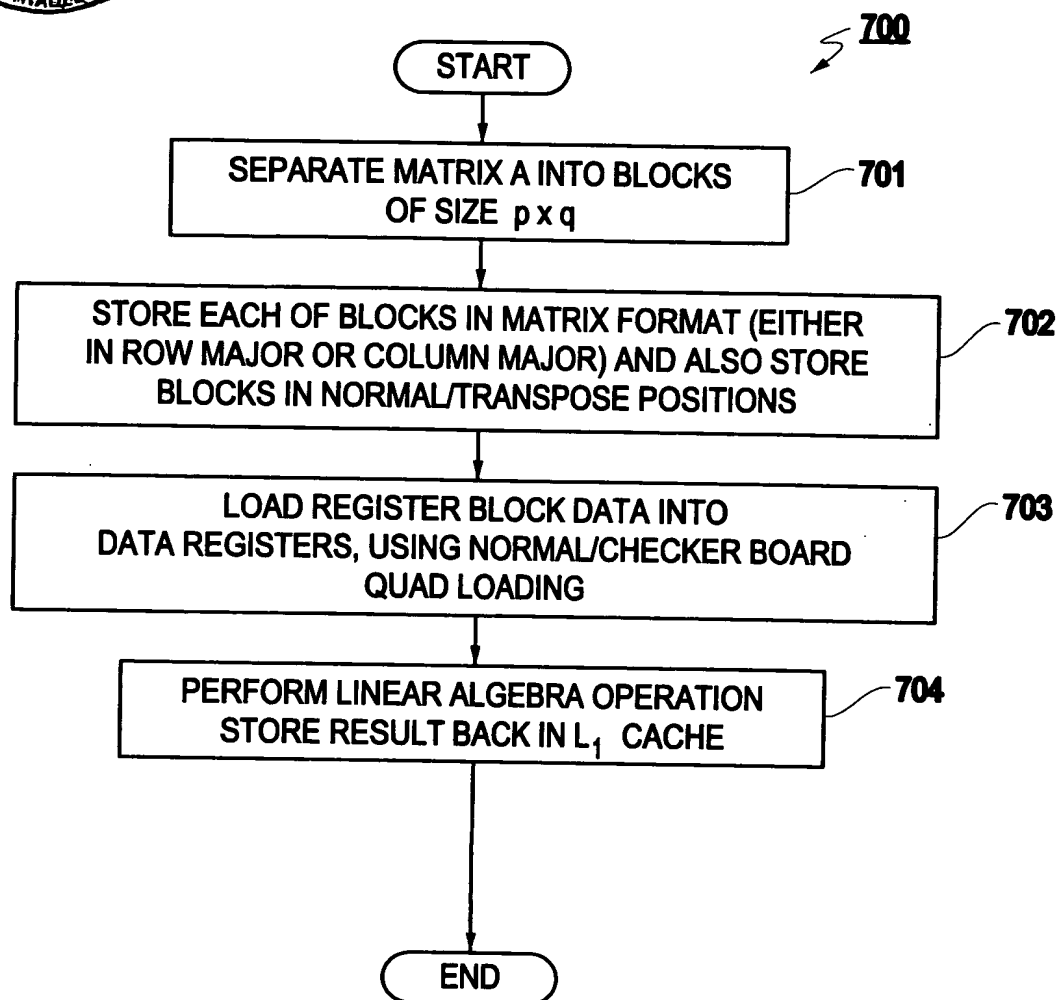 700
START
SEPARATE MATRIX A INTO BLOCKS
OF SIZE p x q
701
STORE EACH OF BLOCKS IN MATRIX FORMAT (EITHER
IN ROW MAJOR OR COLUMN MAJOR) AND ALSO STORE
BLOCKS IN NORMAL/TRANSPOSE POSITIONS
702
LOAD REGISTER BLOCK DATA INTO
DATA REGISTERS, USING NORMAL/CHECKER BOARD
QUAD LOADING
703
PERFORM LINEAR ALGEBRA OPERATION
STORE RESULT BACK IN L1 CACHE
704
END